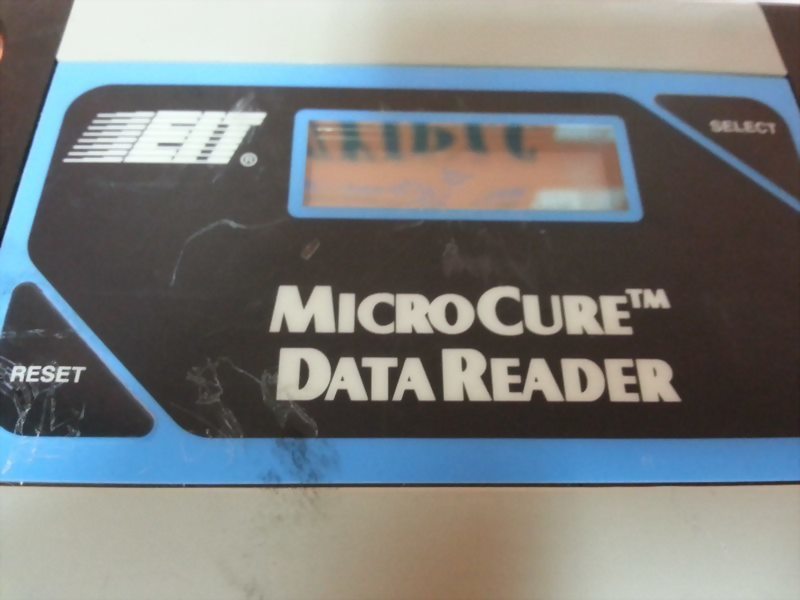 EIT®
SELECT
MICROCURE™
DATA READER
RESET